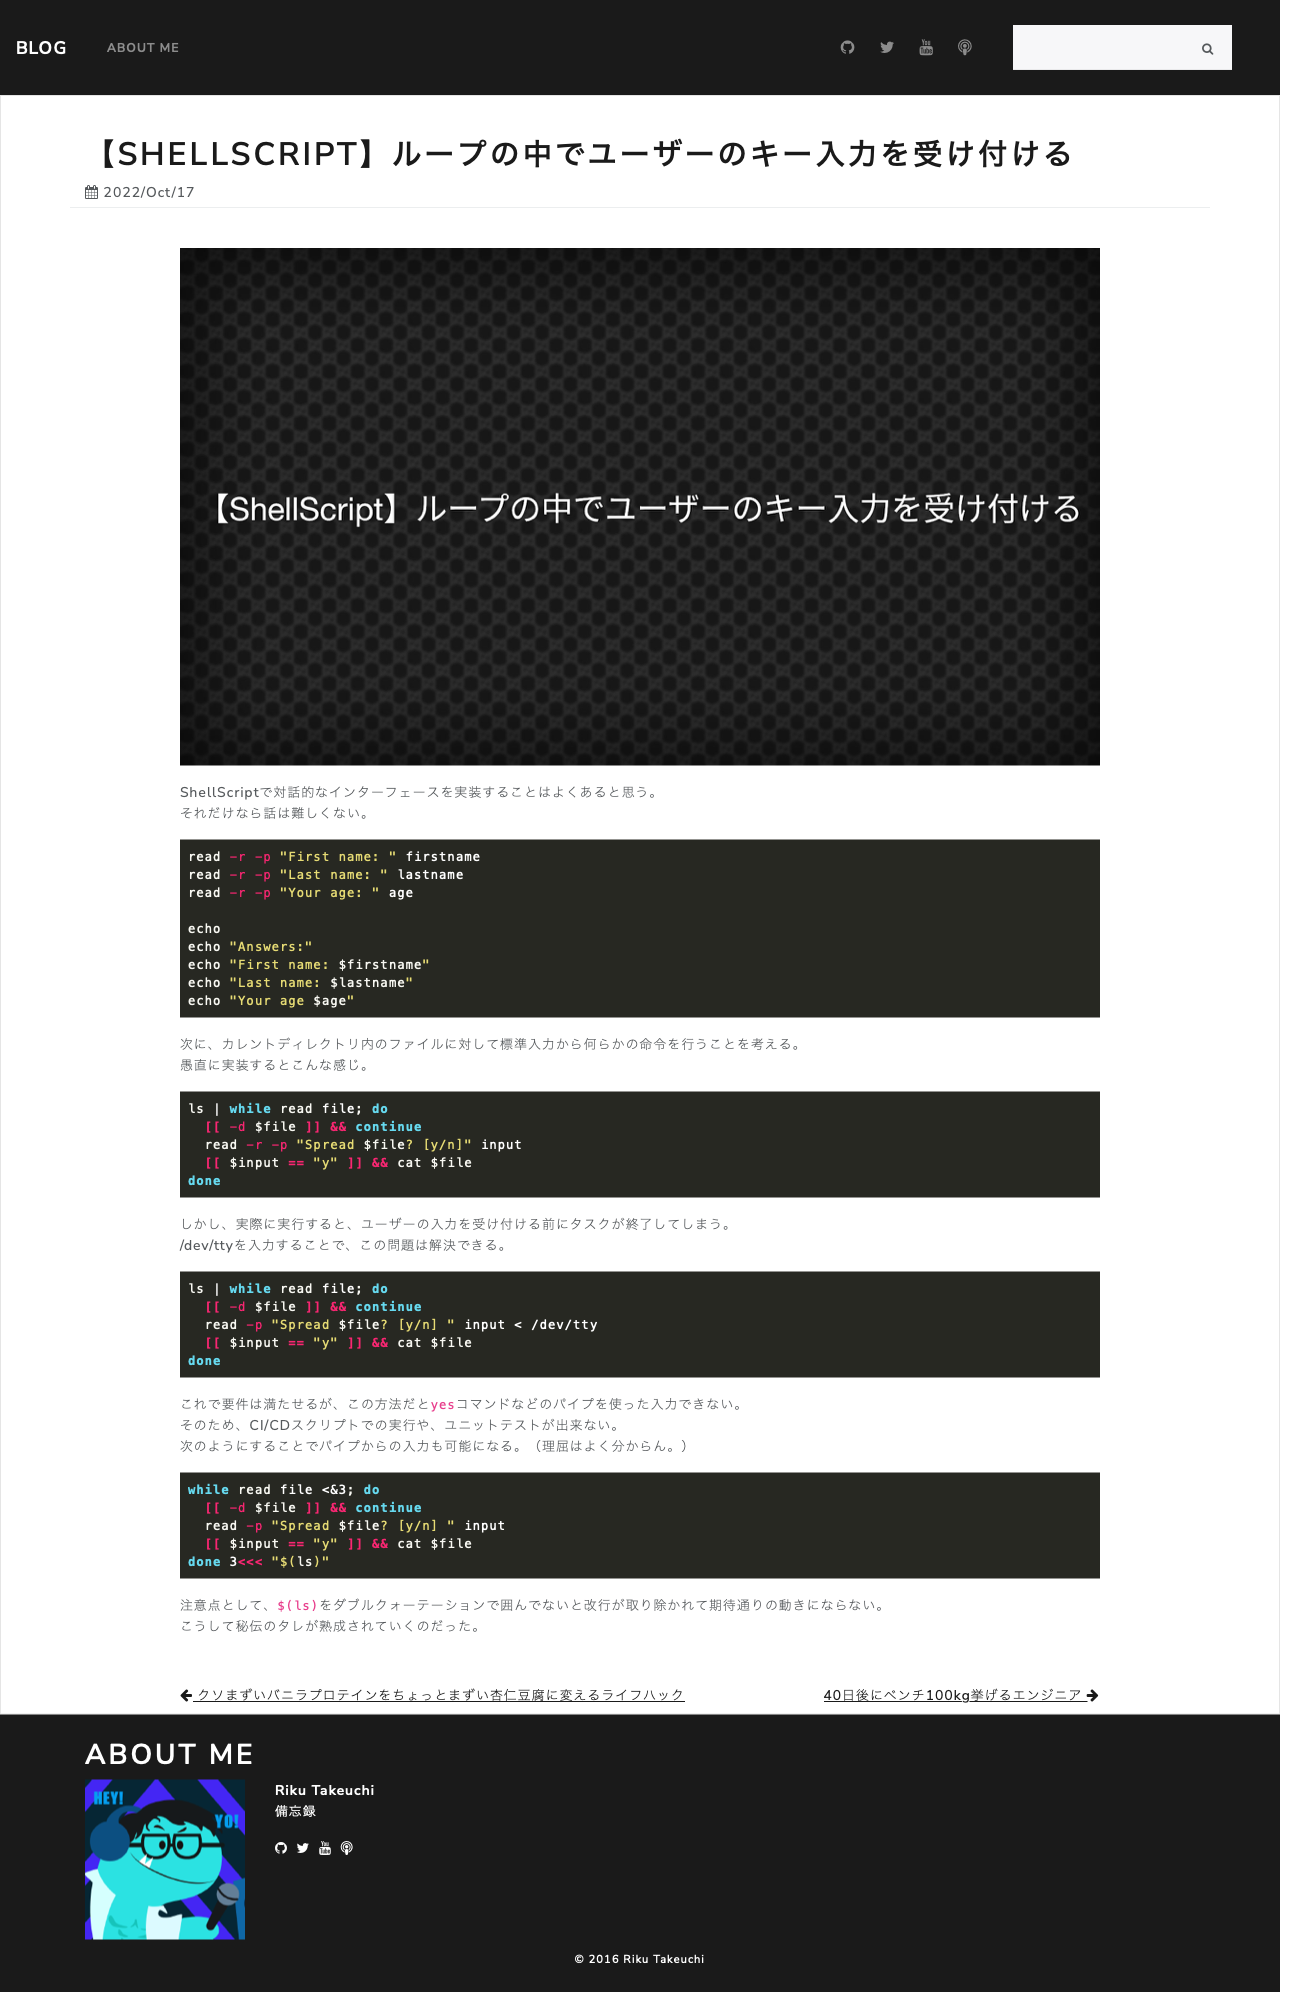 BLOG
ABOUT ME
【SHELLSCRIPT】ループの中でユーザーのキー入力を受け付ける
2022/Oct/17
【ShellScript】ループの中でユーザーのキー入力を受け付ける
ShellScriptで対話的なインターフェースを実装することはよくあると思う。
それだけなら話は難しくない。
read -r -p "First name: " firstname
read -r -p "Last name: " lastname
read -r -p "Your age: " age
echo
echo "Answers:"
echo "First name: $firstname"
echo "Last name: $lastname"
echo "Your age $age"
次に、カレントディレクトリ内のファイルに対して標準入力から何らかの命令を行うことを考える。
愚直に実装するとこんな感じ。
ls | while read file; do
  [[ -d $file ]] && continue
  read -r -p "Spread $file? [y/n]" input
  [[ $input == "y" ]] && cat $file
done
しかし、実際に実行すると、ユーザーの入力を受け付ける前にタスクが終了してしまう。
/dev/ttyを入力することで、この問題は解決できる。
ls | while read file; do
  [[ -d $file ]] && continue
  read -p "Spread $file? [y/n] " input < /dev/tty
  [[ $input == "y" ]] && cat $file
done
これで要件は満たせるが、この方法だとyesコマンドなどのパイプを使った入力できない。
そのため、CI/CDスクリプトでの実行や、ユニットテストが出来ない。
次のようにすることでパイプからの入力も可能になる。（理屈はよく分からん。）
while read file <&3; do
  [[ -d $file ]] && continue
  read -p "Spread $file? [y/n] " input
  [[ $input == "y" ]] && cat $file
done 3<<< "$(ls)"
注意点として、$(ls)をダブルクォーテーションで囲んでないと改行が取り除かれて期待通りの動きにならない。
こうして秘伝のタレが熟成されていくのだった。
クソまずいバニラプロテインをちょっとまずい杏仁豆腐に変えるライフハック
40日後にベンチ100kg挙げるエンジニア
ABOUT ME
HEY!
YO!
Riku Takeuchi
備忘録
© 2016 Riku Takeuchi